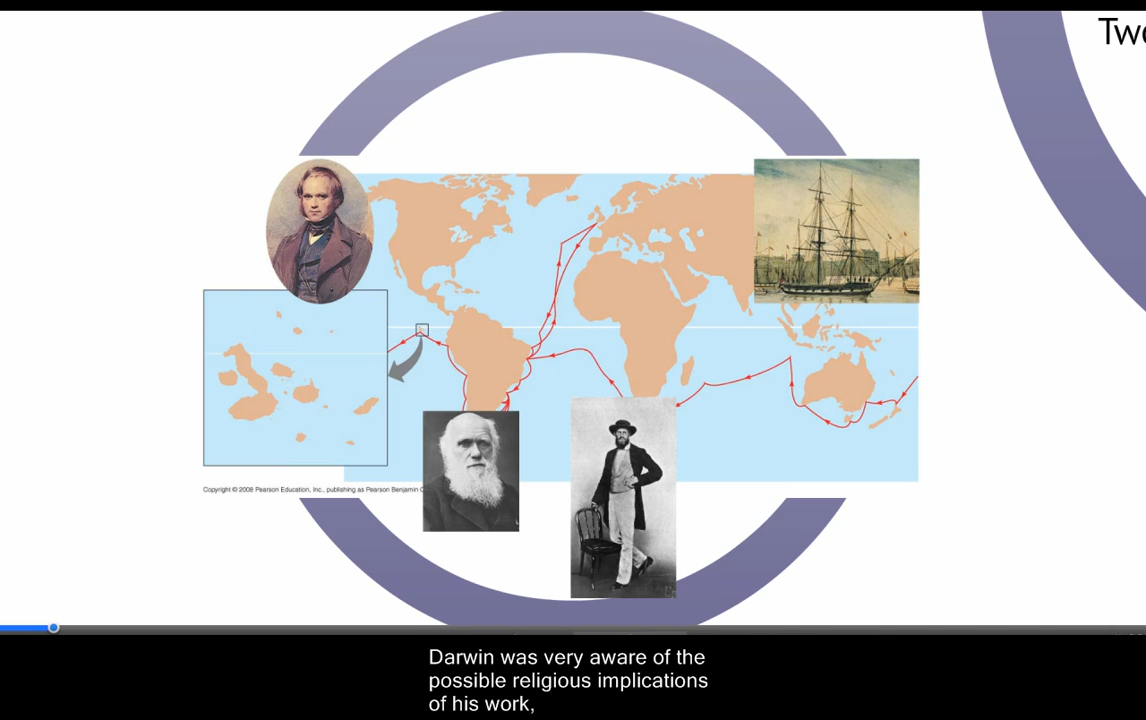 Copyright © 2008 Pearson Education, Inc., publishing as Pearson Benjamin
Darwin was very aware of the
possible religious implications
of his work,